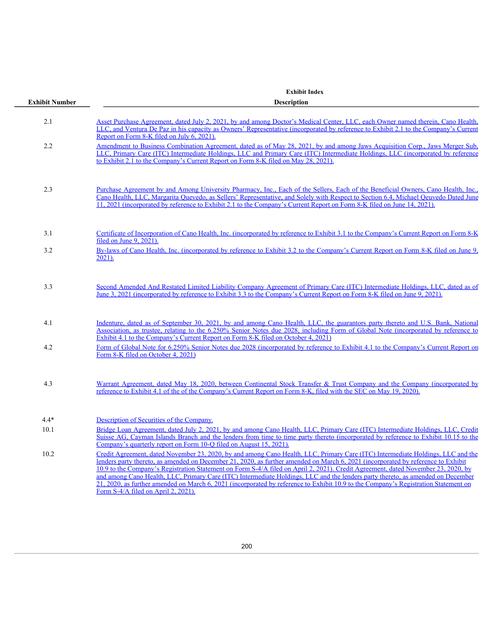 Exhibit Index
Exhibit Number Description
2.1 Asset Purchase Agreement, dated July 2, 2021, by and among Doctor's Medical Center, LLC, each Owner named therein, Cano Health,
LLC, and Ventura De Paz in his capacity as Owners' Representative (incorporated by reference to Exhibit 2.1 to the Company's Current
Report on Form 8-K filed on July 6, 2021).
2.2 Amendment to Business Combination Agreement, dated as of May 28, 2021, by and among Jaws Acquisition Corp., Jaws Merger Sub,
LLC, Primary Care (ITC) Intermediate Holdings, LLC and Primary Care (ITC) Intermediate Holdings, LLC (incorporated by reference
to Exhibit 2.1 to the Company's Current Report on Form 8-K filed on May 28, 2021).
2.3 Purchase Agreement by and Among University Pharmacy, Inc., Each of the Sellers, Each of the Beneficial Owners, Cano Health, Inc.,
Cano Health, LLC, Margarita Quevedo, as Sellers' Representative, and Solely with Respect to Section 6.4, Michael Qeuvedo Dated June
11, 2021 (incorporated by reference to Exhibit 2.1 to the Company's Current Report on Form 8-K filed on June 14, 2021).
3.1 Certificate of Incorporation of Cano Health, Inc. (incorporated by reference to Exhibit 3.1 to the Company's Current Report on Form 8-K
filed on June 9, 2021).
3.2 By-laws of Cano Health, Inc. (incorporated by reference to Exhibit 3.2 to the Company's Current Report on Form 8-K filed on June 9,
2021).
3.3 Second Amended And Restated Limited Liability Company Agreement of Primary Care (ITC) Intermediate Holdings, LLC, dated as of
June 3, 2021 (incorporated by reference to Exhibit 3.3 to the Company's Current Report on Form 8-K filed on June 9, 2021).
4.1 Indenture, dated as of September 30, 2021, by and among Cano Health, LLC, the guarantors party thereto and U.S. Bank, National
Association, as trustee, relating to the 6.250% Senior Notes due 2028, including Form of Global Note (incorporated by reference to
Exhibit 4.1 to the Company's Current Report on Form 8-K filed on October 4, 2021)
4.2 Form of Global Note for 6.250% Senior Notes due 2028 (incorporated by reference to Exhibit 4.1 to the Company's Current Report on
Form 8-K filed on October 4, 2021)
4.3 Warrant Agreement, dated May 18, 2020, between Continental Stock Transfer & Trust Company and the Company (incorporated by
reference to Exhibit 4.1 of the of the Company's Current Report on Form 8-K, filed with the SEC on May 19, 2020).
4.4* Description of Securities of the Company.
10.1 Bridge Loan Agreement, dated July 2, 2021, by and among Cano Health, LLC, Primary Care (ITC) Intermediate Holdings, LLC, Credit
Suisse AG, Cayman Islands Branch and the lenders from time to time party thereto (incorporated by reference to Exhibit 10.15 to the
Company's quarterly report on Form 10-Q filed on August 15, 2021).
10.2 Credit Agreement, dated November 23, 2020, by and among Cano Health, LLC, Primary Care (ITC) Intermediate Holdings, LLC and the
lenders party thereto, as amended on December 21, 2020, as further amended on March 6, 2021 (incorporated by reference to Exhibit
10.9 to the Company's Registration Statement on Form S-4/A filed on April 2, 2021). Credit Agreement, dated November 23, 2020, by
and among Cano Health, LLC, Primary Care (ITC) Intermediate Holdings, LLC and the lenders party thereto, as amended on December
21, 2020, as further amended on March 6, 2021 (incorporated by reference to Exhibit 10.9 to the Company's Registration Statement on
Form S-4/A filed on April 2, 2021).
200